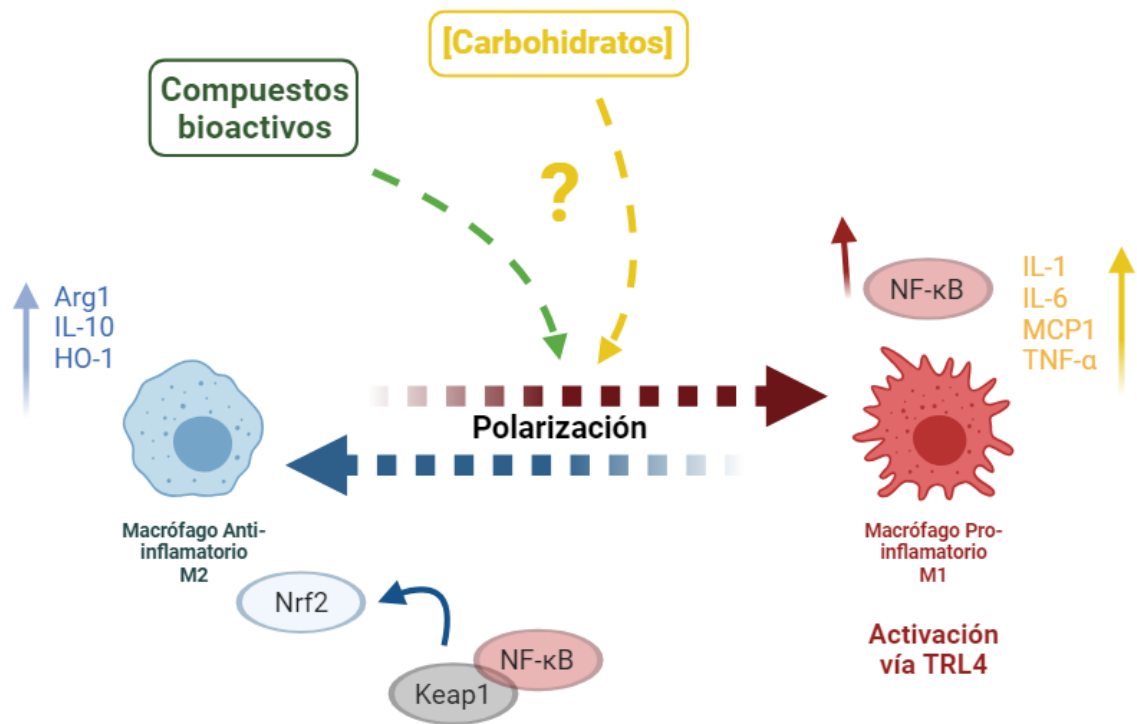 [Carbohidratos]
Compuestos
bioactivos
?
Arg1
IL-10
HO-1
NF-κB
IL-1
IL-6
MCP1
TNF-α
Polarización
Macrófago Anti-
inflamatorio
M2
Macrófago Pro-
inflamatorio
M1
Nrf2
NF-κB
Keap1
Activación
vía TRL4